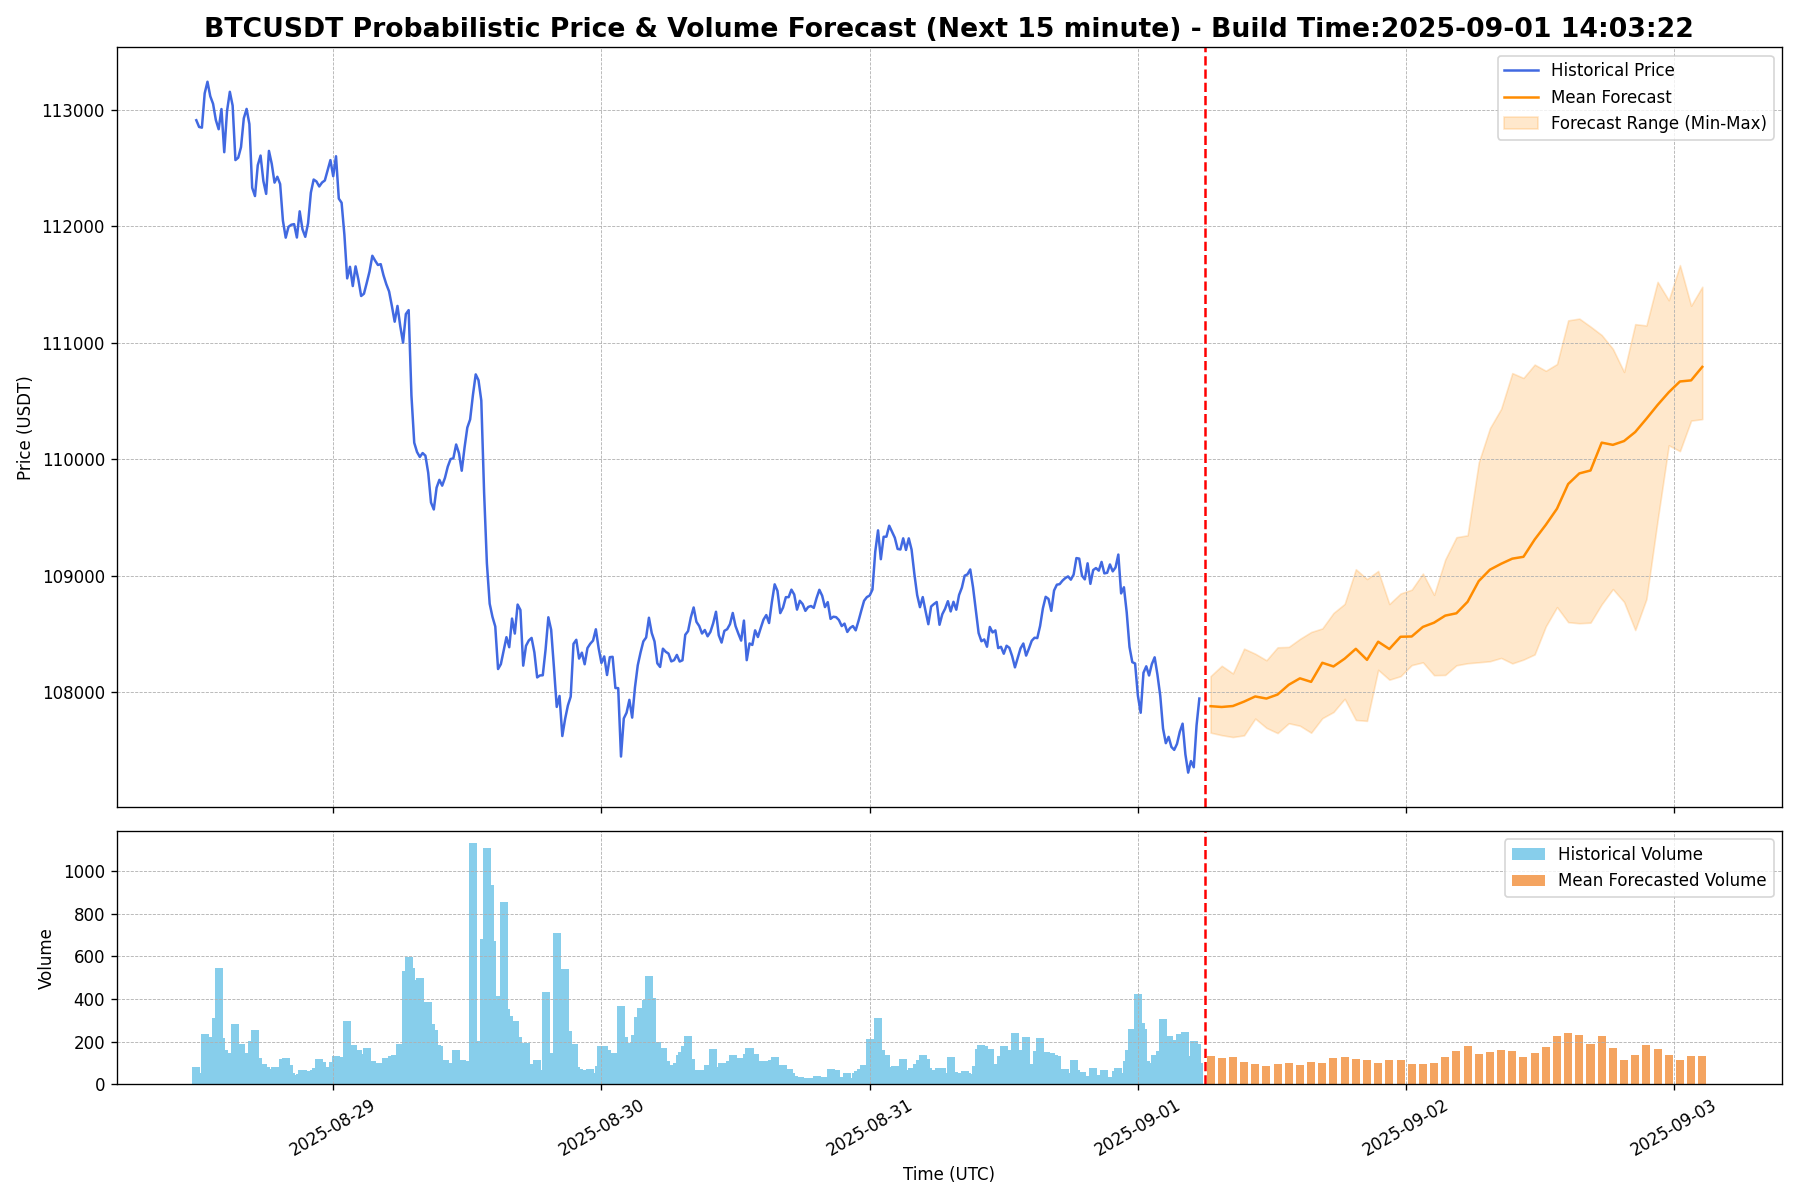 BTCUSDT Probabilistic Price & Volume Forecast (Next 15 minute) - Build Time:2025-09-01 14:03:22
Historical Price
Mean Forecast
Forecast Range (Min-Max)
113000
112000
111000
110000
109000
108000
Price (USDT)
Historical Volume
Mean Forecasted Volume
1000
800
600
400
200
0
Volume
2025-08-29
2025-08-30
2025-08-31
2025-09-01
2025-09-02
2025-09-03
Time (UTC)